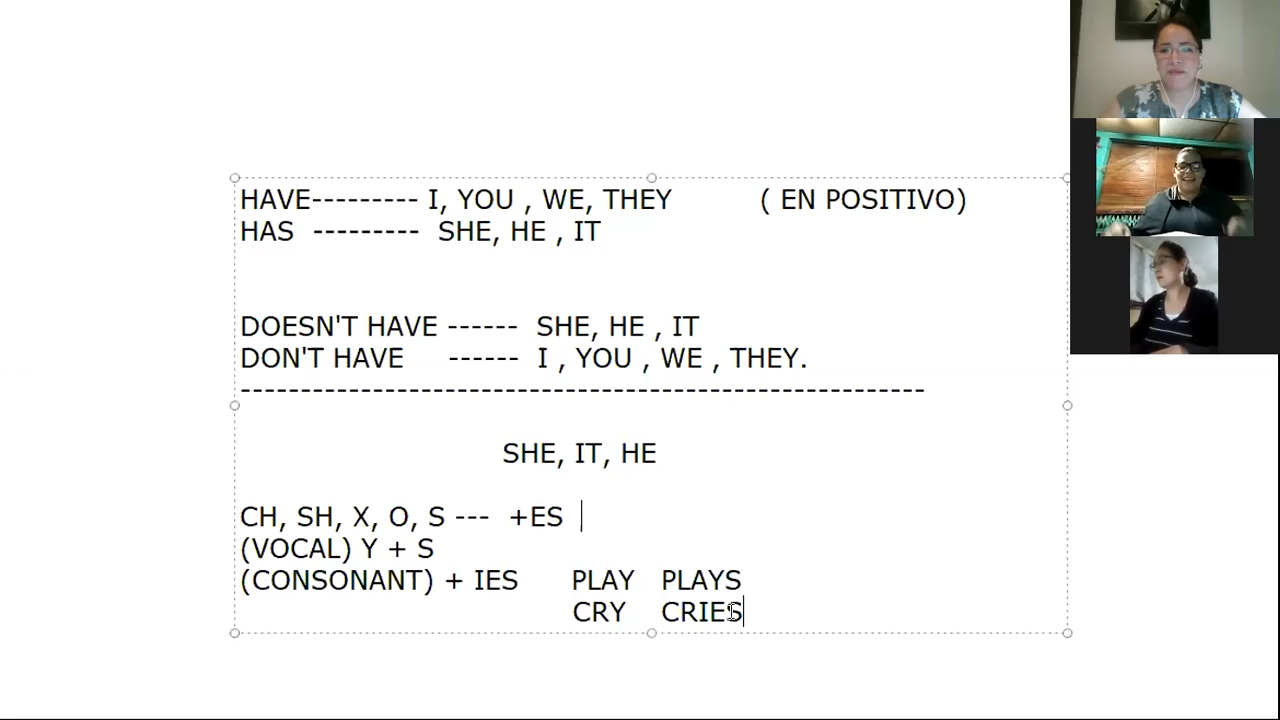 HAVE--------- I, YOU , WE, THEY ( EN POSITIVO)
HAS --------- SHE, HE , IT
DOESN'T HAVE ------ SHE, HE , IT
DON'T HAVE ------ I , YOU , WE , THEY.
---------------------------------------------------------
SHE, IT, HE
CH, SH, X, O, S --- +ES
(VOCAL) Y + S
(CONSONANT) + IES PLAY PLAYS
CRY CRIES